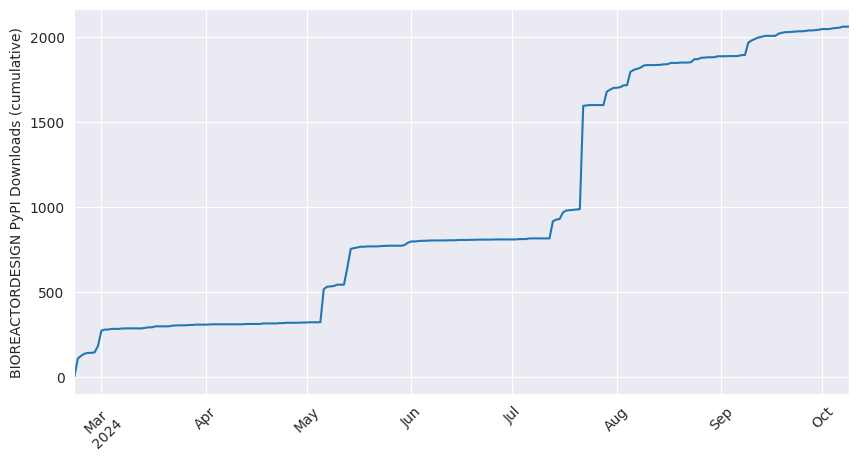 BIOREACTORDESIGN PyPI Downloads (cumulative)
2000
1500
1000
500
0
Mar
2024
Apr
May
Jun
Jul
Aug
Sep
Oct